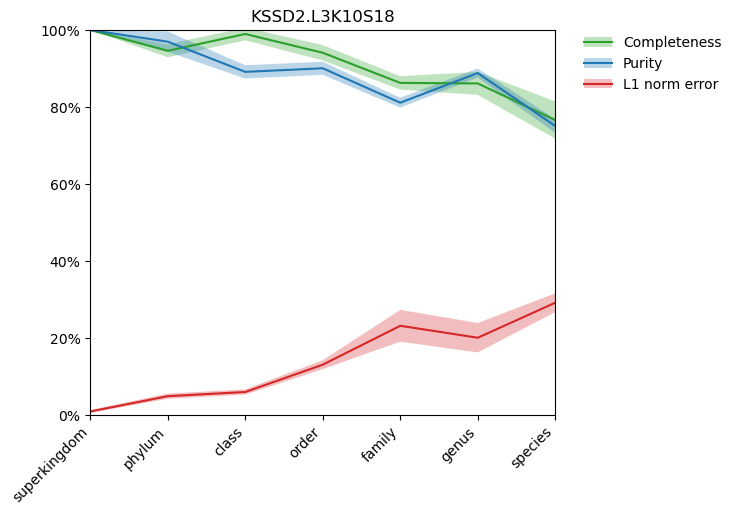 KSSD2.L3K10S18
100%
80%
60%
40%
20%
0%
superkingdom
phylum
class
order
family
genus
species
Completeness
Purity
L1 norm error